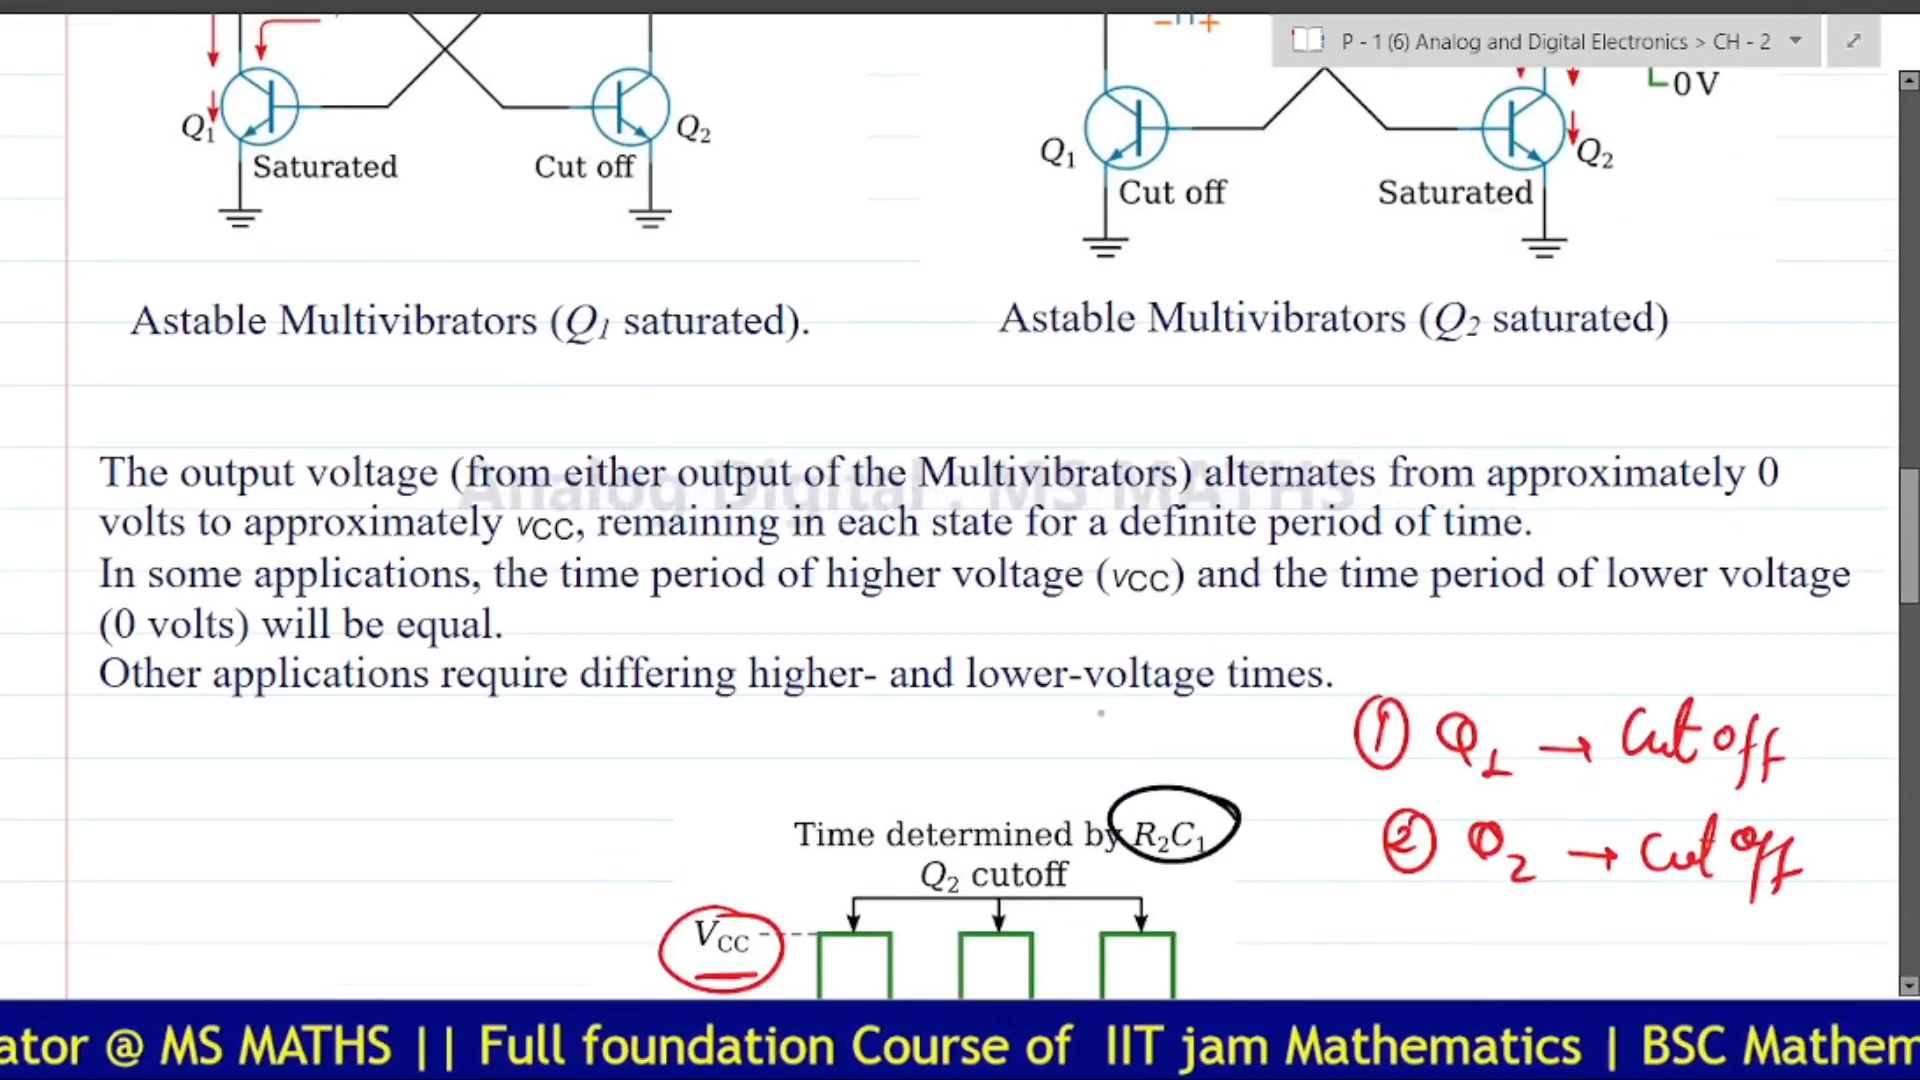 P - 1 (6) Analog and Digital Electronics > CH - 2
0V
Q1
Saturated
Cut off
Q2
Q1
Cut off
Saturated
Q2
Astable Multivibrators (Q1 saturated).
Astable Multivibrators (Q2 saturated)
Analog Digital . MS MATHS
The output voltage (from either output of the Multivibrators) alternates from approximately 0
volts to approximately vCC, remaining in each state for a definite period of time.
In some applications, the time period of higher voltage (vCC) and the time period of lower voltage
(0 volts) will be equal.
Other applications require differing higher- and lower-voltage times.
① Q1 → Cut off
② Q2 → Cut off
Time determined by R2C1
Q2 cutoff
VCC
ator @ MS MATHS || Full foundation Course of IIT jam Mathematics | BSC Mathem